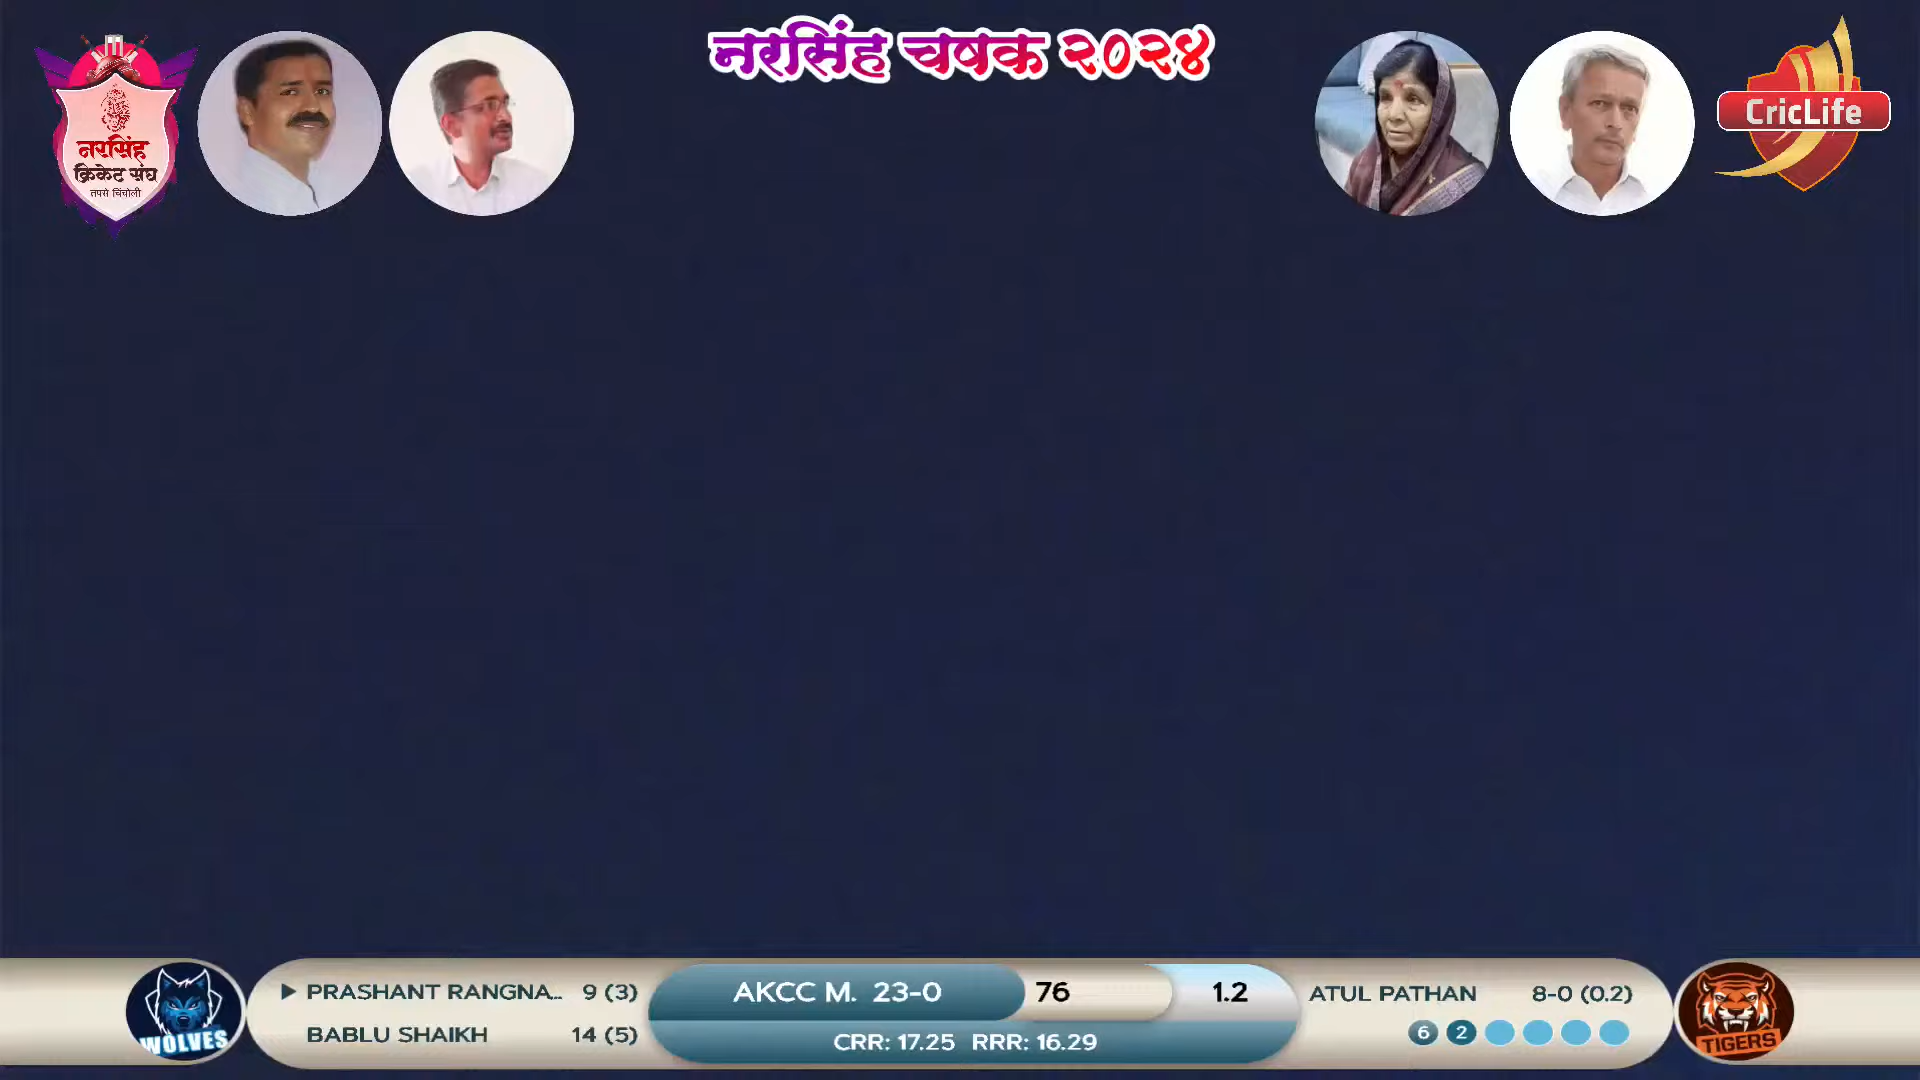 नरसिंह चषक २०२४
नरसिंह
क्रिकेट संघ
तापसे चिंचोली
CricLife
WOLVES
▶ PRASHANT RANGNA... 9 (3)
BABLU SHAIKH 14 (5)
AKCC M. 23-0
76
1.2
CRR: 17.25 RRR: 16.29
ATUL PATHAN 8-0 (0.2)
6 2
TIGERS